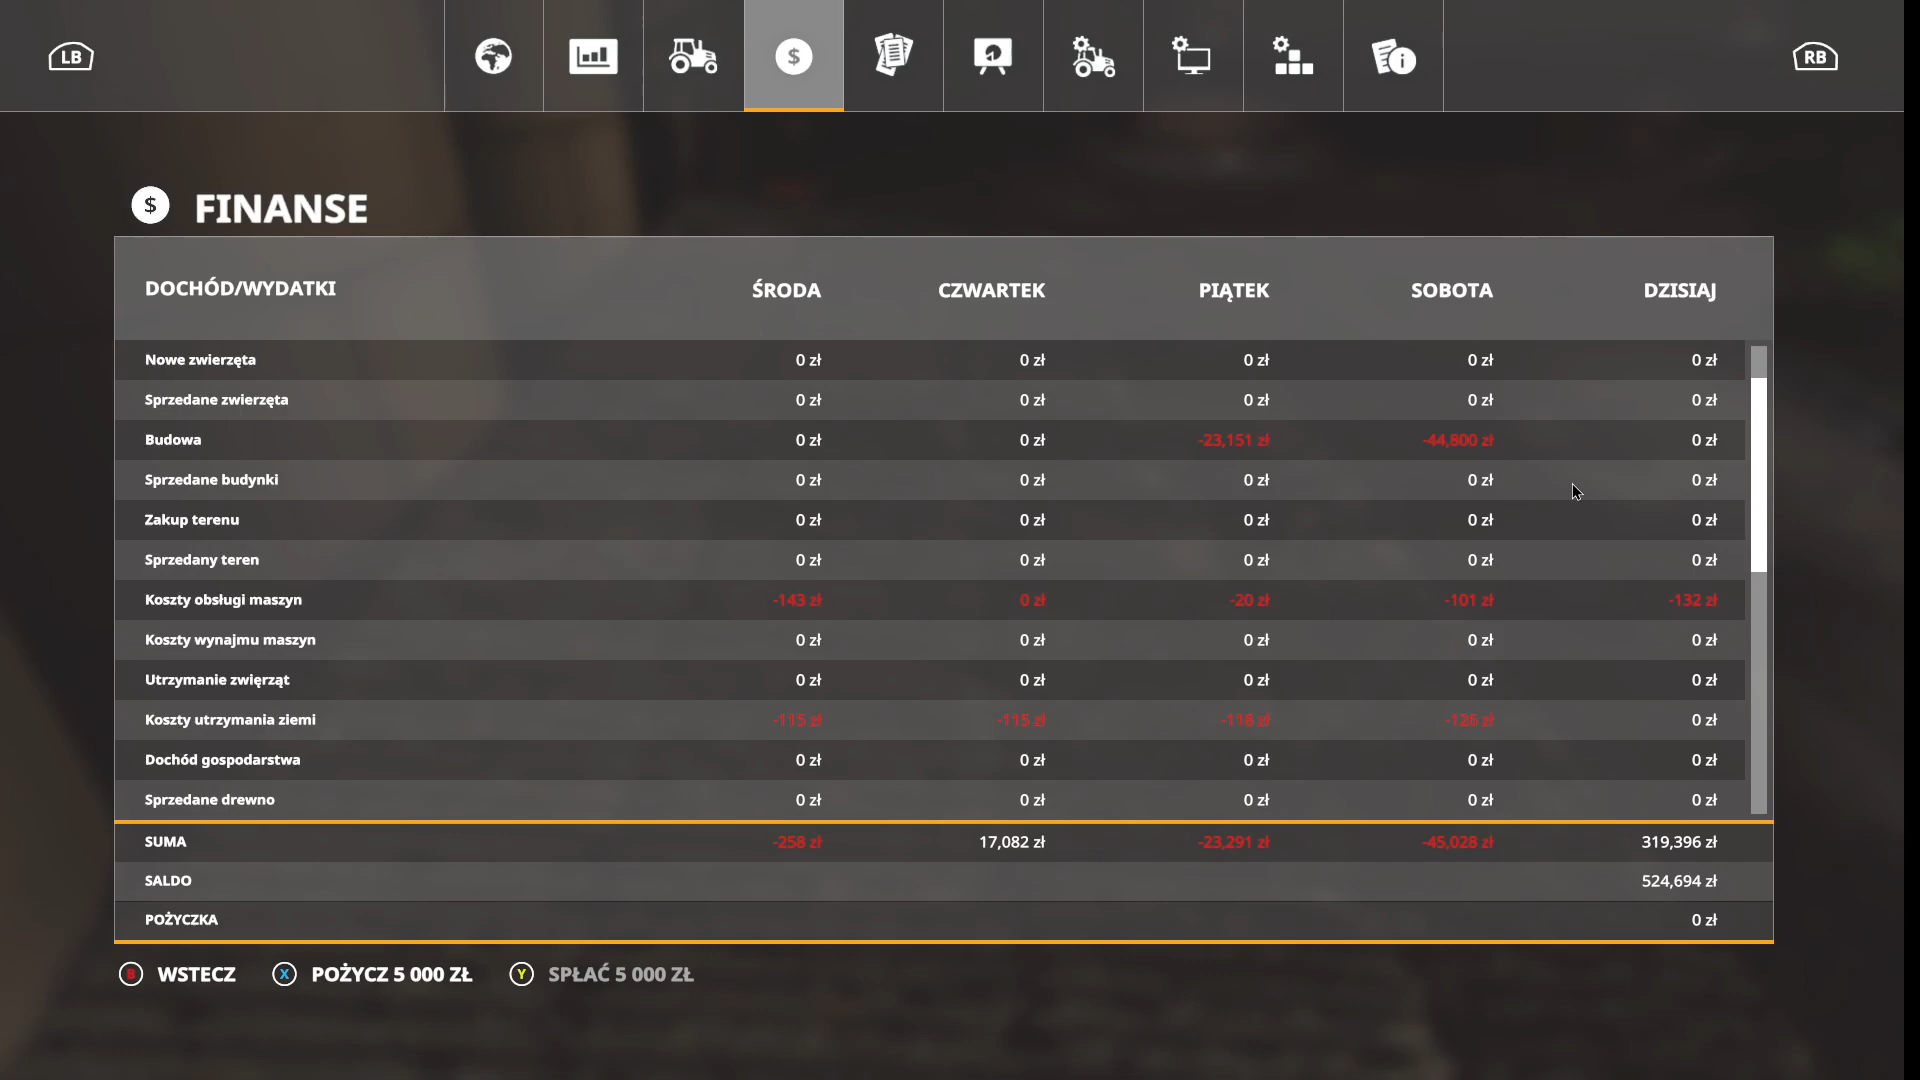 LB
RB
$ FINANSE
DOCHÓD/WYDATKI ŚRODA CZWARTEK PIĄTEK SOBOTA DZISIAJ
Nowe zwierzęta 0 zł 0 zł 0 zł 0 zł 0 zł
Sprzedane zwierzęta 0 zł 0 zł 0 zł 0 zł 0 zł
Budowa 0 zł 0 zł -23,151 zł -44,800 zł 0 zł
Sprzedane budynki 0 zł 0 zł 0 zł 0 zł 0 zł
Zakup terenu 0 zł 0 zł 0 zł 0 zł 0 zł
Sprzedany teren 0 zł 0 zł 0 zł 0 zł 0 zł
Koszty obsługi maszyn -143 zł 0 zł -20 zł -101 zł -132 zł
Koszty wynajmu maszyn 0 zł 0 zł 0 zł 0 zł 0 zł
Utrzymanie zwięrząt 0 zł 0 zł 0 zł 0 zł 0 zł
Koszty utrzymania ziemi -115 zł -115 zł -118 zł -126 zł 0 zł
Dochód gospodarstwa 0 zł 0 zł 0 zł 0 zł 0 zł
Sprzedane drewno 0 zł 0 zł 0 zł 0 zł 0 zł
SUMA -258 zł 17,082 zł -23,291 zł -45,028 zł 319,396 zł
SALDO 524,694 zł
POŻYCZKA 0 zł
B WSTECZ X POŻYCZ 5 000 ZŁ Y SPŁAĆ 5 000 ZŁ